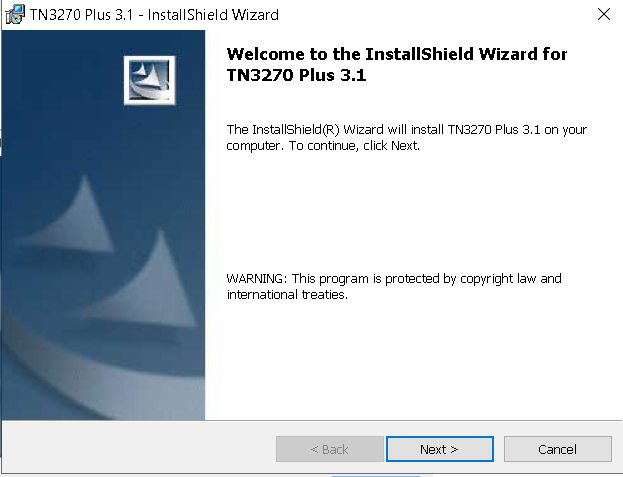 TN3270 Plus 3.1 - InstallShield Wizard
Welcome to the InstallShield Wizard for
TN3270 Plus 3.1
The InstallShield(R) Wizard will install TN3270 Plus 3.1 on your
computer. To continue, click Next.
WARNING: This program is protected by copyright law and
international treaties.
< Back
Next >
Cancel